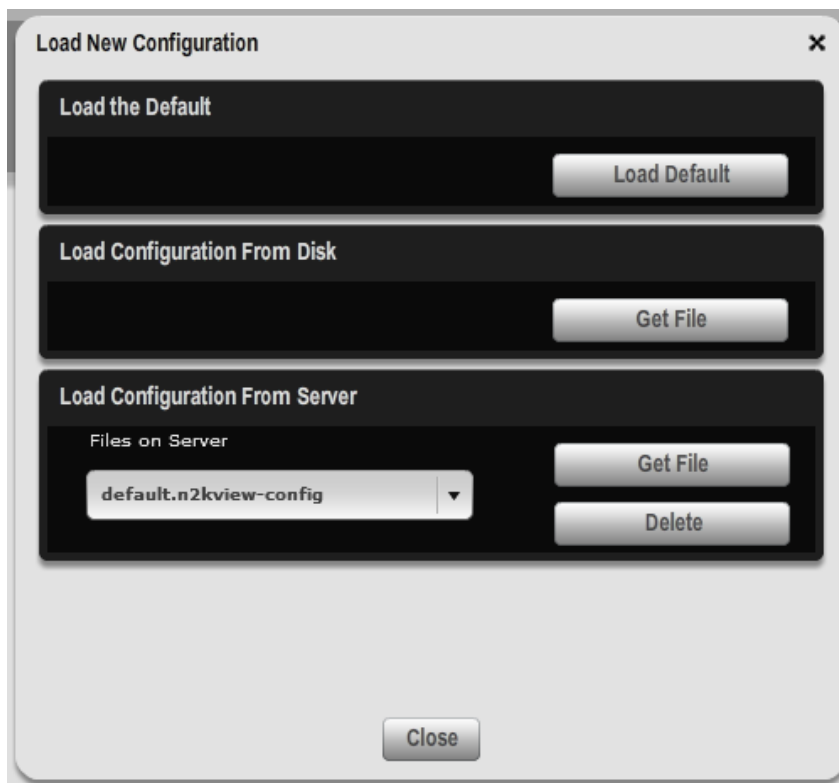 Load New Configuration
Load the Default
Load Default
Load Configuration From Disk
Get File
Load Configuration From Server
Files on Server
Get File
default.n2kview-config
Delete
Close